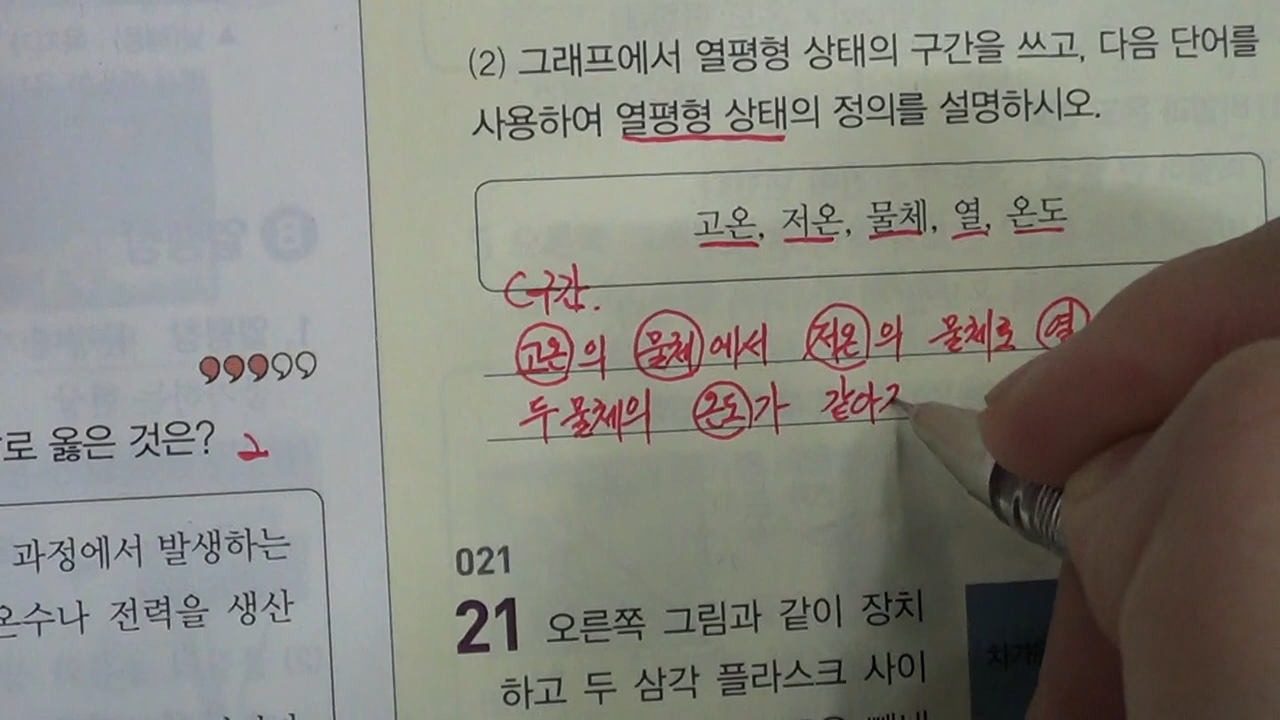 (2) 그래프에서 열평형 상태의 구간을 쓰고, 다음 단어를
사용하여 열평형 상태의 정의를 설명하시오.
고온, 저온, 물체, 열, 온도
C구간.
고온의 물체에서 저온의 물체로 열
두 물체의 온도가 같아
로 옳은 것은? 2
과정에서 발생하는
온수나 전력을 생산
021
21 오른쪽 그림과 같이 장치
하고 두 삼각 플라스크 사이